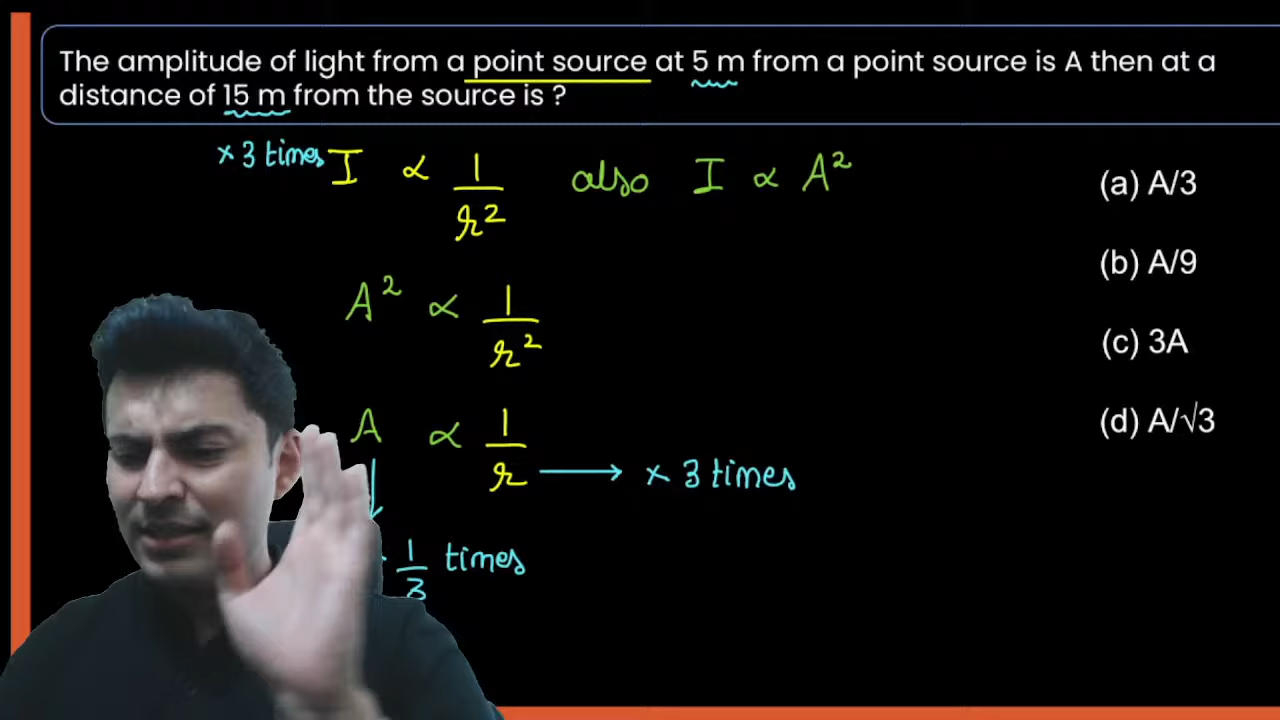 The amplitude of light from a point source at 5 m from a point source is A then at a
distance of 15 m from the source is ?
× 3 times I ∝ 1/r² also I ∝ A²
(a) A/3
(b) A/9
A² ∝ 1/r²
(c) 3A
A ∝ 1/r → × 3 times
(d) A/√3
1/3 times